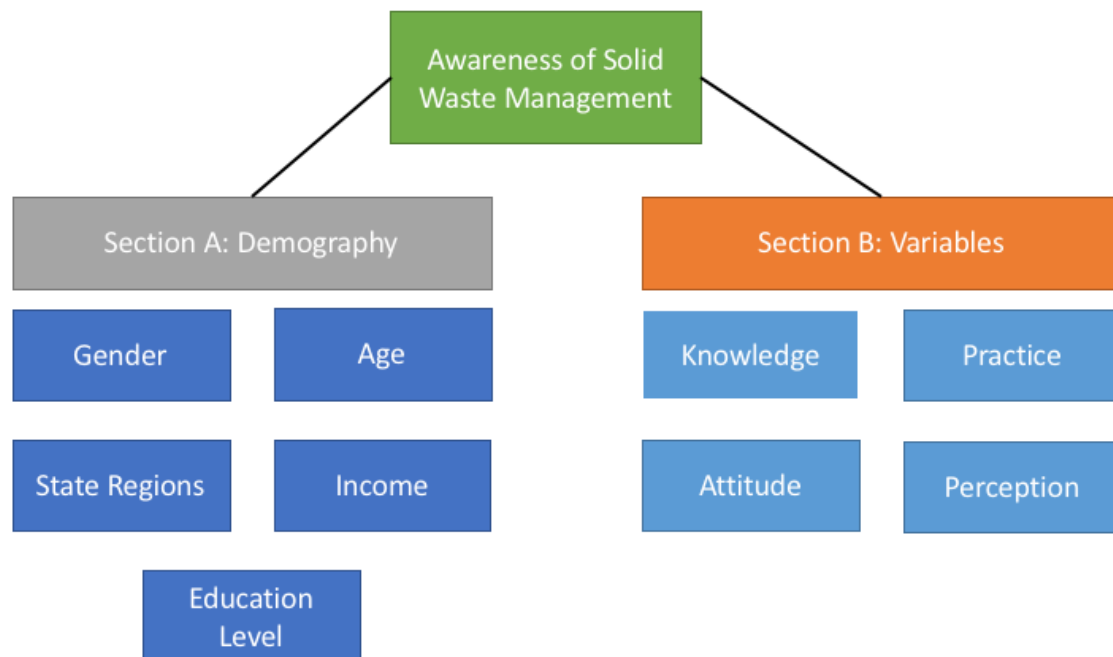 Awareness of Solid
Waste Management
Section A: Demography
Section B: Variables
Gender
Age
Knowledge
Practice
State Regions
Income
Attitude
Perception
Education
Level